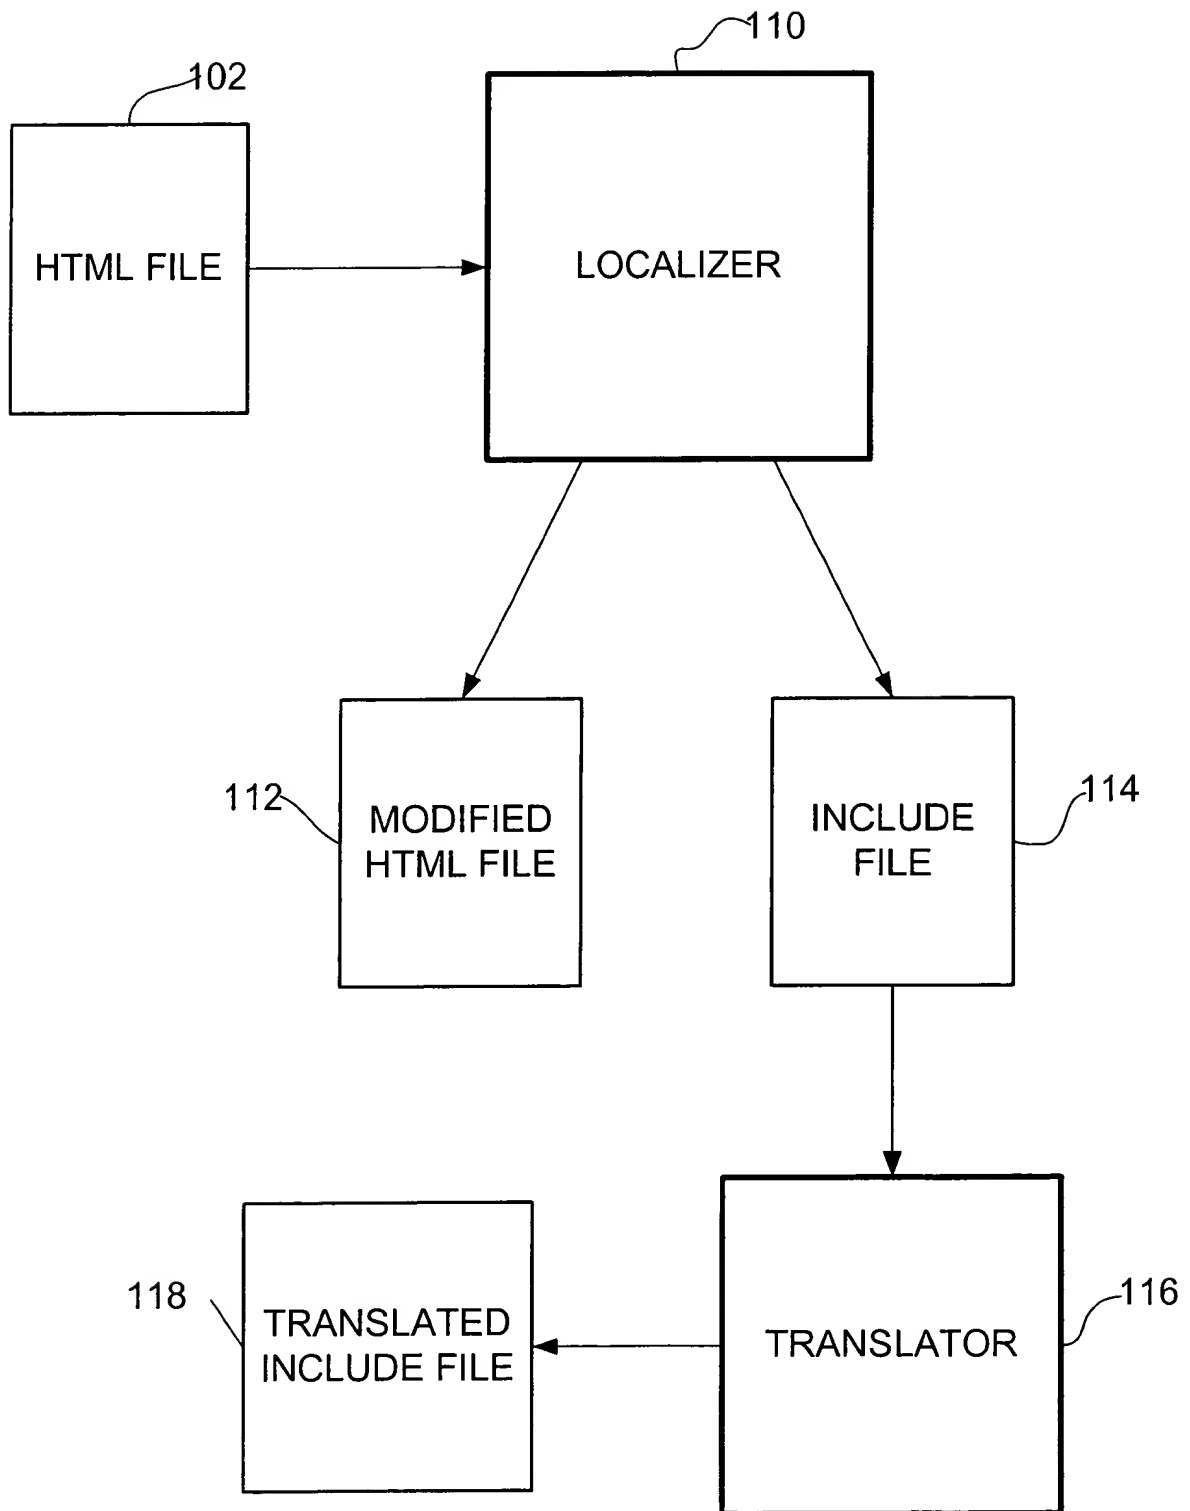 110
102
HTML FILE
LOCALIZER
112
MODIFIED
HTML FILE
INCLUDE
FILE
114
118
TRANSLATED
INCLUDE FILE
TRANSLATOR
116